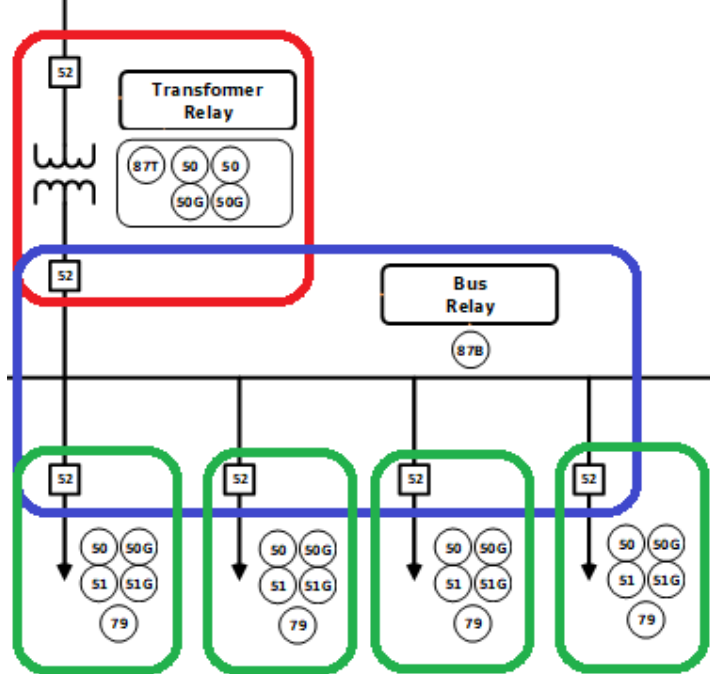 52
Transformer
Relay
87T 50 50
50G 50G
52
Bus
Relay
87B
52 52 52 52
50 50G 50 50G 50 50G 50 50G
51 51G 51 51G 51 51G 51 51G
79 79 79 79